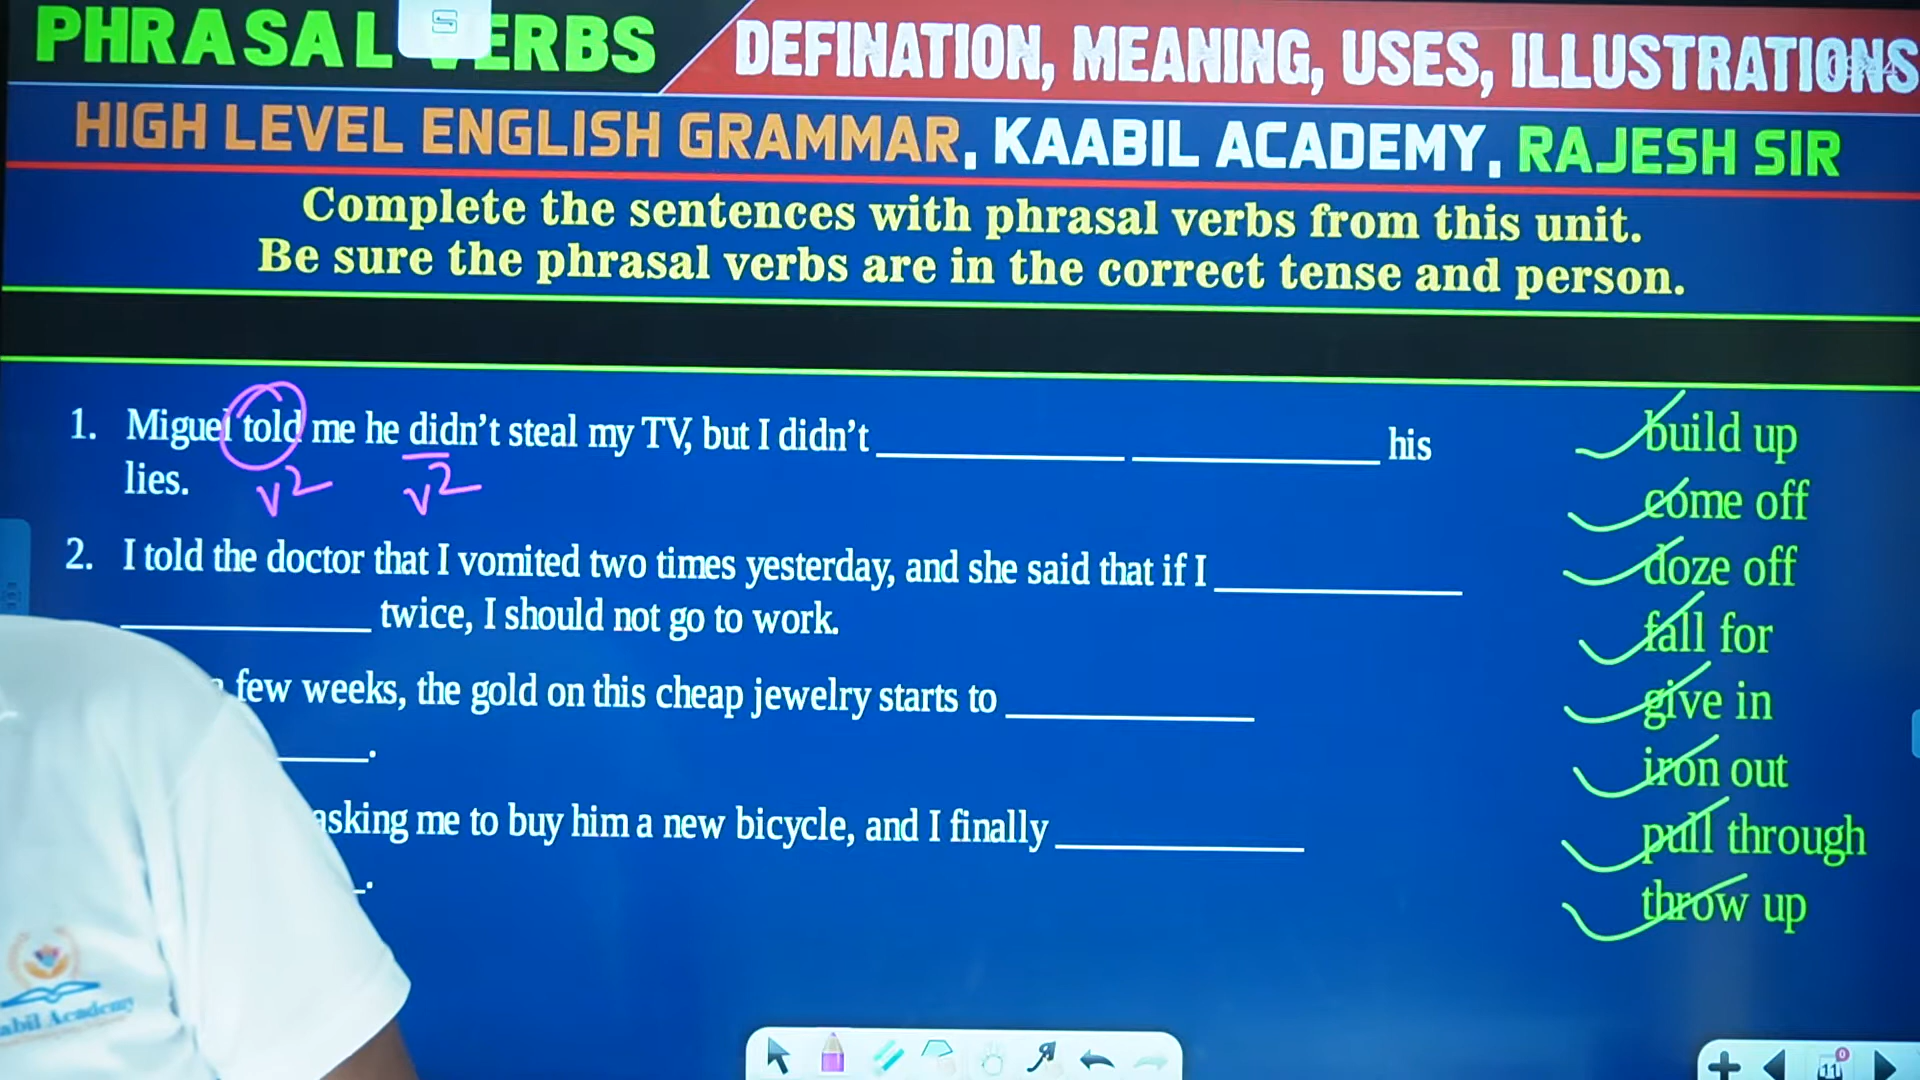 PHRASAL VERBS
DEFINATION, MEANING, USES, ILLUSTRATIONS
HIGH LEVEL ENGLISH GRAMMAR, KAABIL ACADEMY, RAJESH SIR
Complete the sentences with phrasal verbs from this unit.
Be sure the phrasal verbs are in the correct tense and person.
1. Miguel told me he didn't steal my TV, but I didn't ____ ____ his
lies.
V2 V2
2. I told the doctor that I vomited two times yesterday, and she said that if I ____
____ twice, I should not go to work.
few weeks, the gold on this cheap jewelry starts to ____
____.
asking me to buy him a new bicycle, and I finally ____
_.
build up
come off
doze off
fall for
give in
iron out
pull through
throw up
abil Academy
11
0